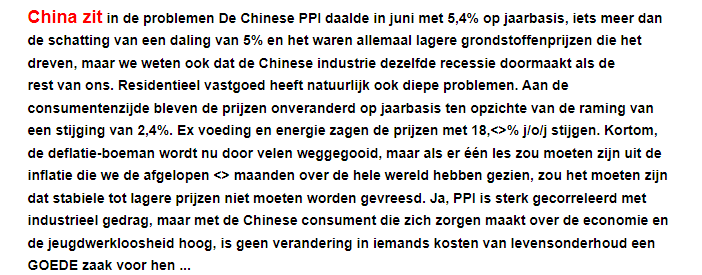 China zit in de problemen De Chinese PPI daalde in juni met 5,4% op jaarbasis, iets meer dan
de schatting van een daling van 5% en het waren allemaal lagere grondstoffenprijzen die het
dreven, maar we weten ook dat de Chinese industrie dezelfde recessie doormaakt als de
rest van ons. Residentieel vastgoed heeft natuurlijk ook diepe problemen. Aan de
consumentenzijde bleven de prijzen onveranderd op jaarbasis ten opzichte van de raming van
een stijging van 2,4%. Ex voeding en energie zagen de prijzen met 18,<>% j/o/j stijgen. Kortom,
de deflatie-boeman wordt nu door velen weggegooid, maar als er één les zou moeten zijn uit de
inflatie die we de afgelopen <> maanden over de hele wereld hebben gezien, zou het moeten zijn
dat stabiele tot lagere prijzen niet moeten worden gevreesd. Ja, PPI is sterk gecorreleerd met
industrieel gedrag, maar met de Chinese consument die zich zorgen maakt over de economie en
de jeugdwerkloosheid hoog, is geen verandering in iemands kosten van levensonderhoud een
GOEDE zaak voor hen ...